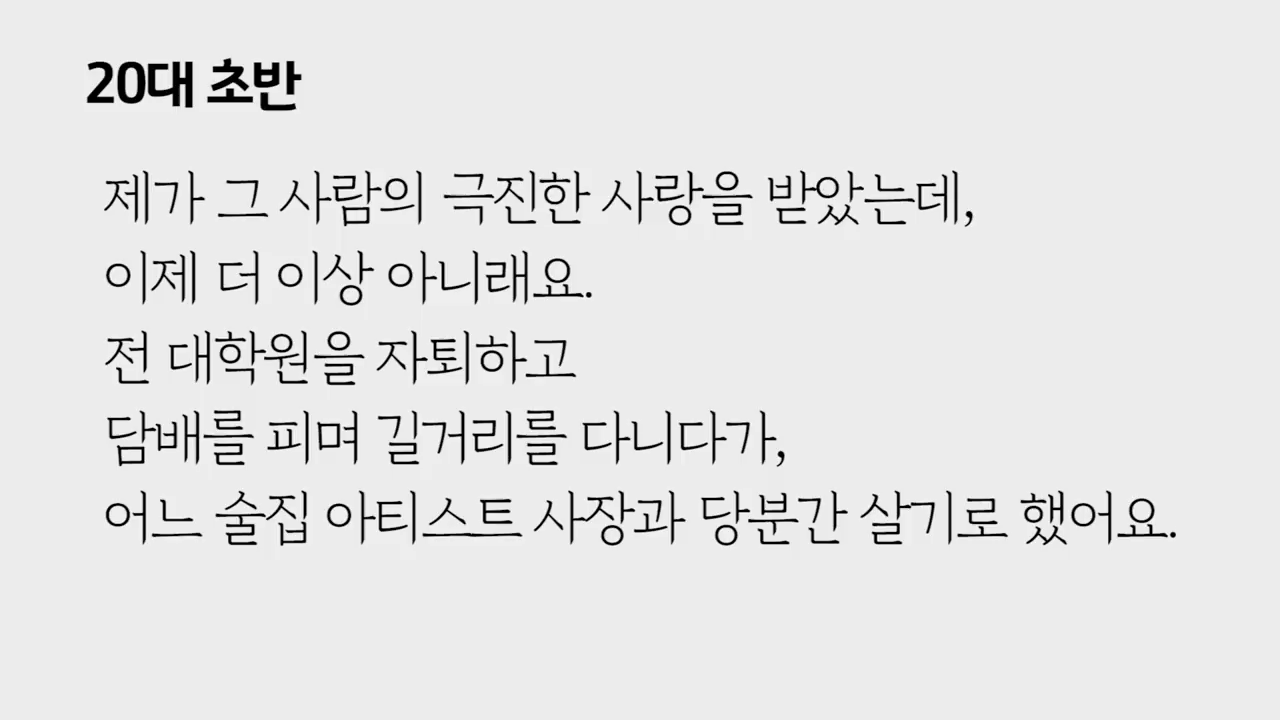 20대 초반
제가 그 사람의 극진한 사랑을 받았는데,
이제 더 이상 아니래요.
전 대학원을 자퇴하고
담배를 피며 길거리를 다니다가,
어느 술집 아티스트 사장과 당분간 살기로 했어요.